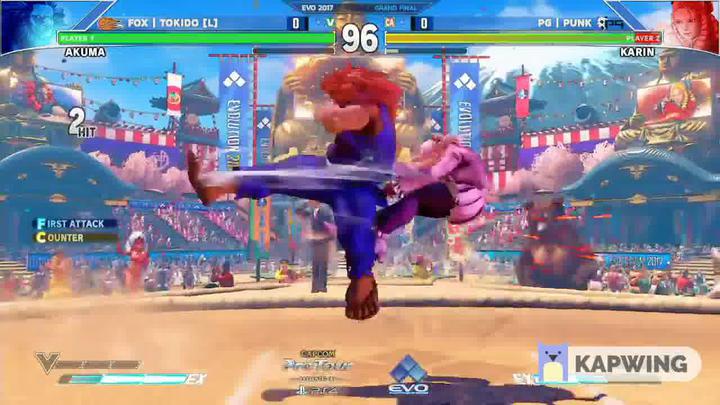 EVO 2017 GRAND FINAL
FOX | TOKIDO [L] 0 0 PG | PUNK
PLAYER 1 96 PLAYER 2
AKUMA KARIN
2
HIT
FIRST ATTACK
COUNTER
CAPCOM
Pro Tour
PS4
EVO
V
EX
KAPWING